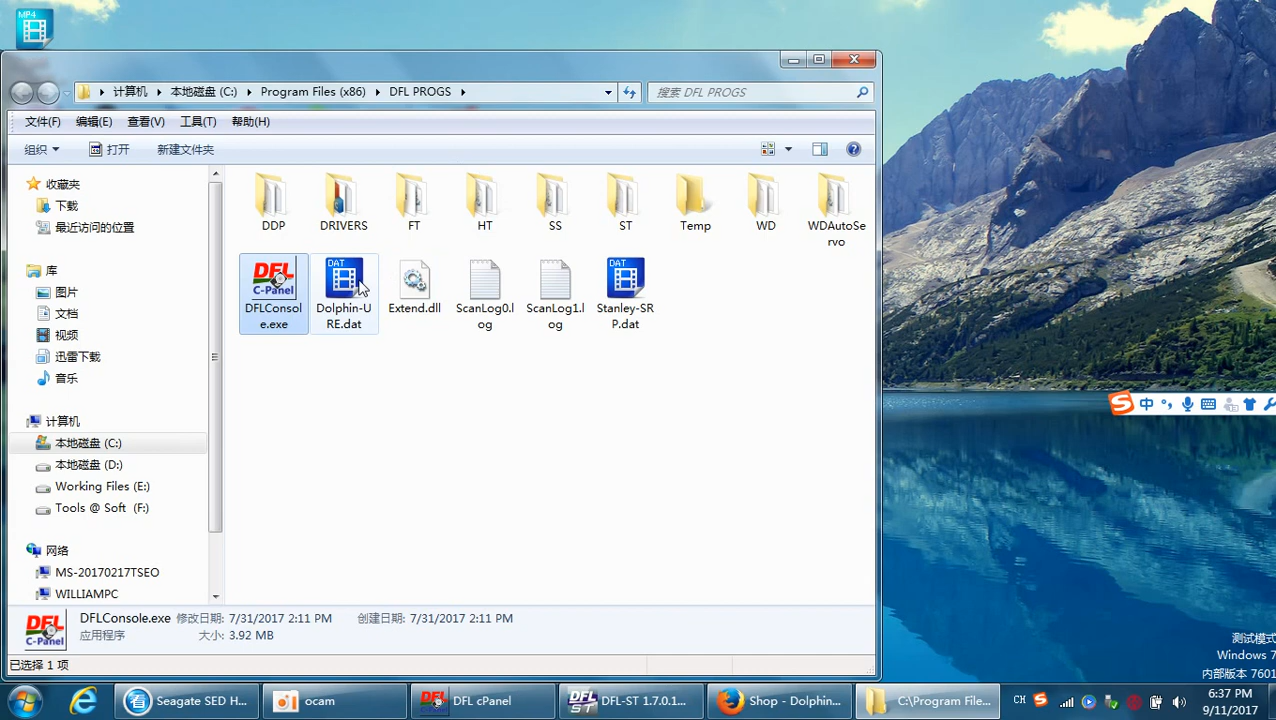 MP4
计算机 本地磁盘 (C:) Program Files (x86) DFL PROGS
搜索 DFL PROGS
文件(F) 编辑(E) 查看(V) 工具(T) 帮助(H)
组织 打开 新建文件夹
收藏夹
下载
最近访问的位置
库
图片
文档
视频
迅雷下载
音乐
计算机
本地磁盘 (C:)
本地磁盘 (D:)
Working Files (E:)
Tools @ Soft (F:)
网络
MS-20170217TSEO
WILLIAMPC
DDP DRIVERS FT HT SS ST Temp WD WDAutoSe
rvo
DFL
C-Panel
DAT
DAT
DFLConsol Dolphin-U Extend.dll ScanLog0.l ScanLog1.l Stanley-SR
e.exe RE.dat og og P.dat
DFL
C-Panel
DFLConsole.exe 修改日期: 7/31/2017 2:11 PM 创建日期: 7/31/2017 2:11 PM
应用程序 大小: 3.92 MB
已选择 1 项
中
测试模式
Windows 7
内部版本 7601
Seagate SED H... ocam DFL cPanel DFL-ST 1.7.0.1... Shop - Dolphin... C:\Program File...
CH
6:37 PM
9/11/2017